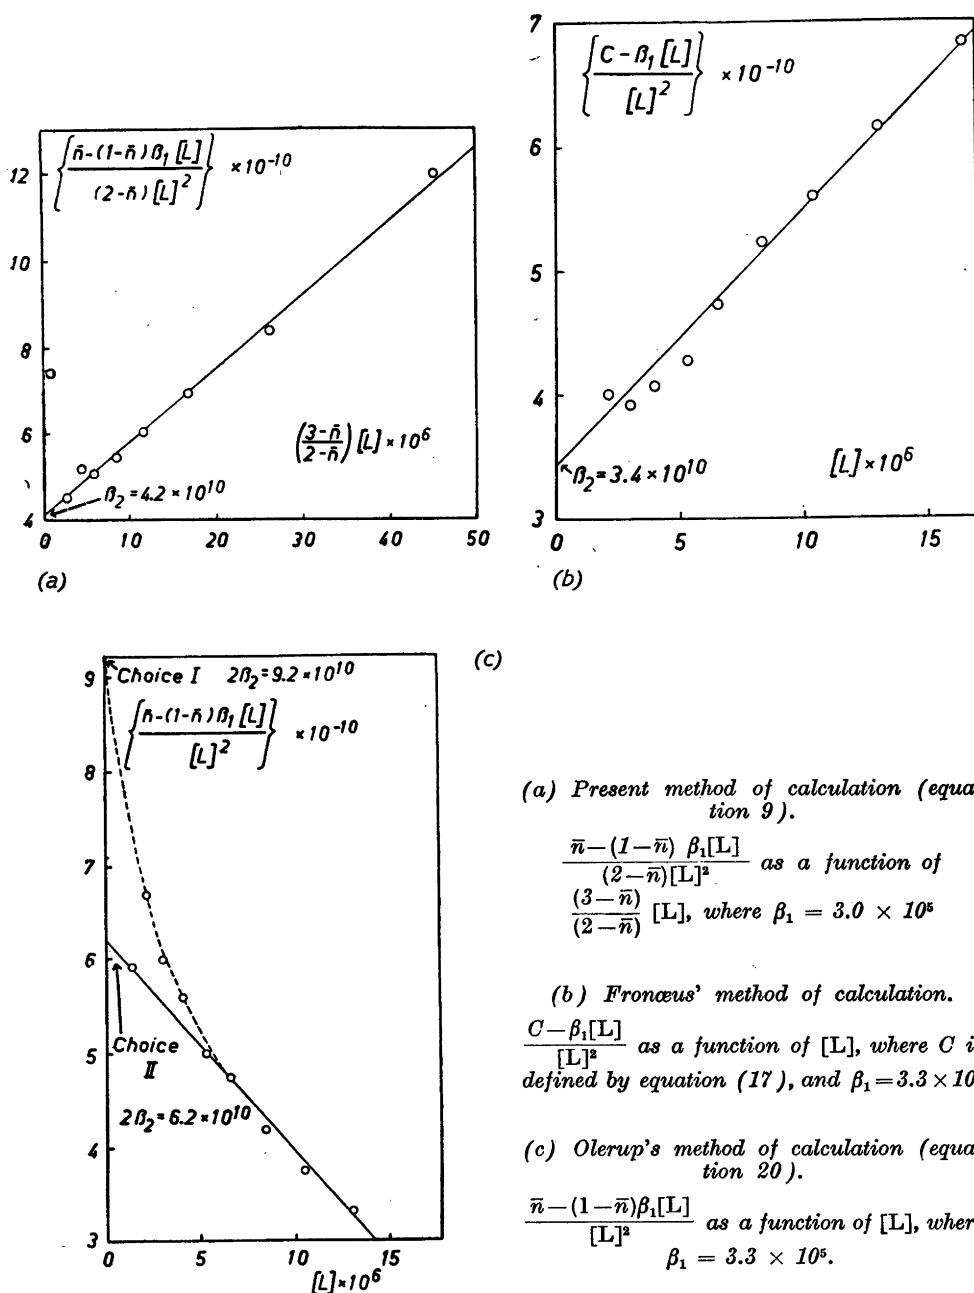 12
10
8
6
4
0
10
20
30
40
50
{ n̄-(1-n̄)β₁[L] / (2-n̄)[L]² } ×10⁻¹⁰
(3-n̄ / 2-n̄) [L]×10⁶
β₂=4.2×10¹⁰
(a)
7
6
5
4
3
0
5
10
15
{ C-β₁[L] / [L]² } ×10⁻¹⁰
β₂=3.4×10¹⁰
[L]×10⁶
(b)
(c)
9
8
7
6
5
4
3
0
5
10
15
Choice I 2β₂=9.2×10¹⁰
{ n̄-(1-n̄)β₁[L] / [L]² } ×10⁻¹⁰
Choice
II
2β₂=6.2×10¹⁰
[L]×10⁶
(a) Present method of calculation (equa
tion 9).
n̄—(1—n̄) β₁[L] / (2—n̄)[L]² as a function of
(3—n̄) / (2—n̄) [L], where β₁ = 3.0 × 10⁵
(b) Fronæus' method of calculation.
C—β₁[L] / [L]² as a function of [L], where C i
defined by equation (17), and β₁=3.3×10
(c) Olerup's method of calculation (equa
tion 20).
n̄—(1—n̄)β₁[L] / [L]² as a function of [L], wher
β₁ = 3.3 × 10⁵.